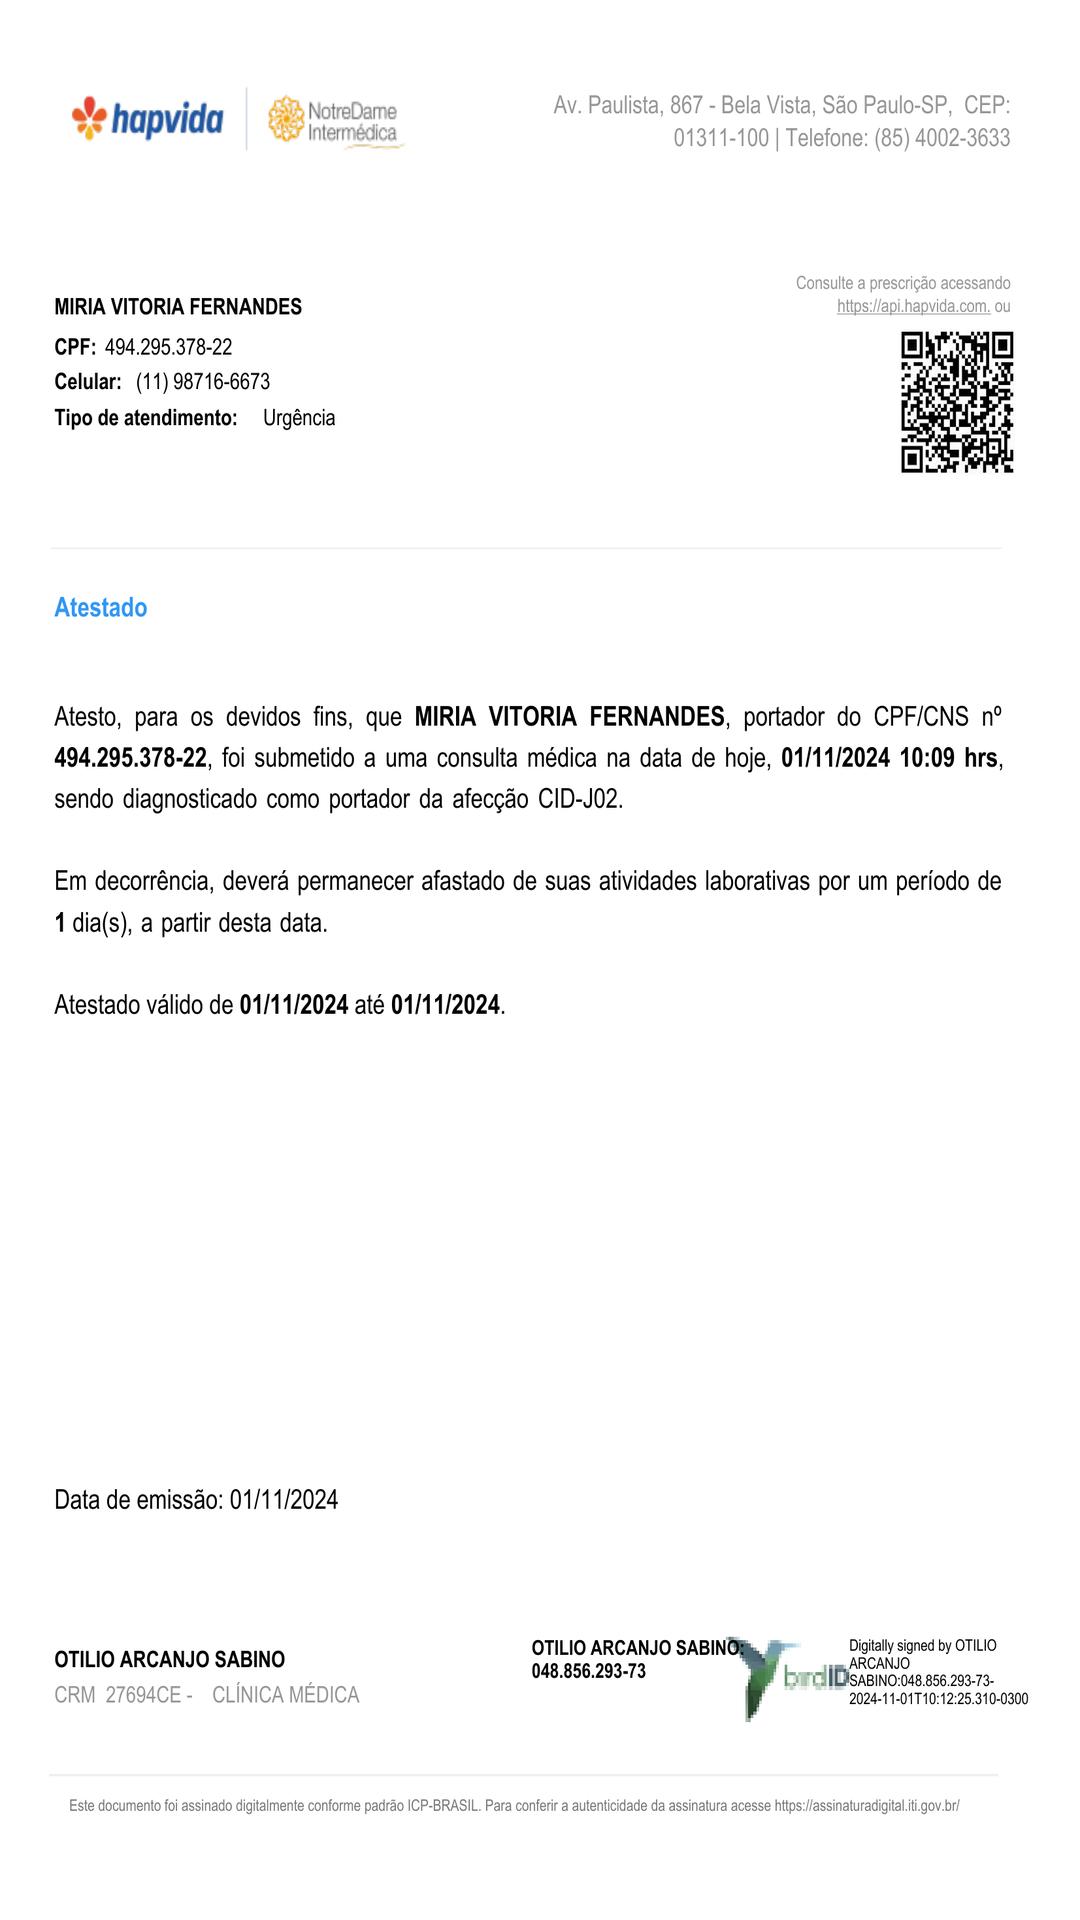 hapvida
NotreDame
Intermédica
Av. Paulista, 867 - Bela Vista, São Paulo-SP, CEP:
01311-100 | Telefone: (85) 4002-3633
Consulte a prescrição acessando
https://api.hapvida.com. ou
MIRIA VITORIA FERNANDES
CPF: 494.295.378-22
Celular: (11) 98716-6673
Tipo de atendimento: Urgência
Atestado
Atesto, para os devidos fins, que MIRIA VITORIA FERNANDES, portador do CPF/CNS nº
494.295.378-22, foi submetido a uma consulta médica na data de hoje, 01/11/2024 10:09 hrs,
sendo diagnosticado como portador da afecção CID-J02.
Em decorrência, deverá permanecer afastado de suas atividades laborativas por um período de
1 dia(s), a partir desta data.
Atestado válido de 01/11/2024 até 01/11/2024.
Data de emissão: 01/11/2024
OTILIO ARCANJO SABINO
CRM 27694CE - CLÍNICA MÉDICA
OTILIO ARCANJO SABINO:
048.856.293-73
birdID
Digitally signed by OTILIO
ARCANJO
SABINO:048.856.293-73-
2024-11-01T10:12:25.310-0300
Este documento foi assinado digitalmente conforme padrão ICP-BRASIL. Para conferir a autenticidade da assinatura acesse https://assinaturadigital.iti.gov.br/